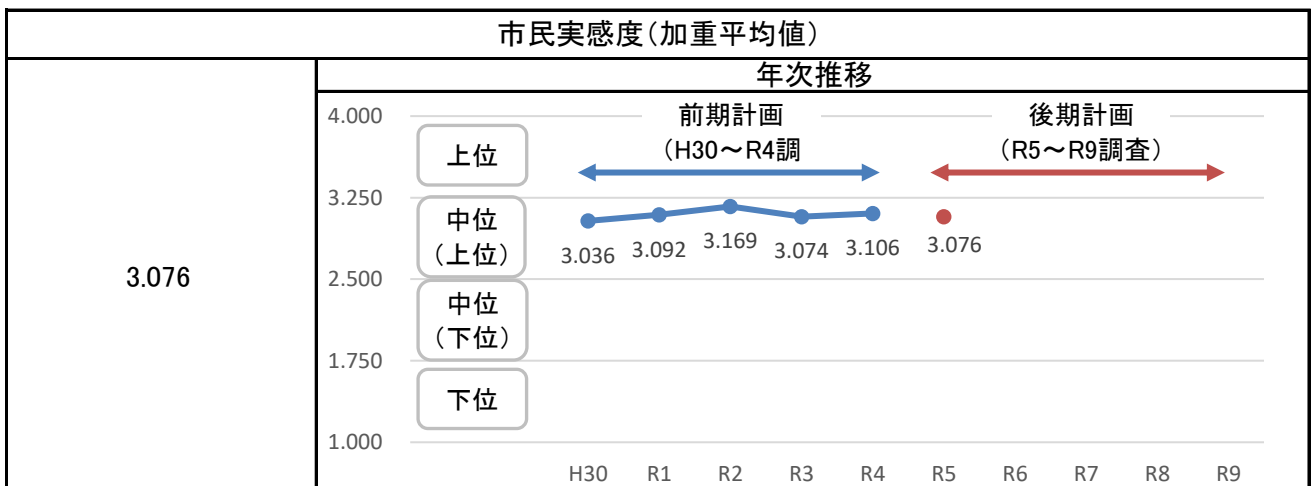 市民実感度（加重平均値）
年次推移
3.076
4.000
3.250
2.500
1.750
1.000
上位
中位
（上位）
中位
（下位）
下位
前期計画
（H30～R4調
後期計画
（R5～R9調査）
3.036 3.092 3.169 3.074 3.106 3.076
H30 R1 R2 R3 R4 R5 R6 R7 R8 R9